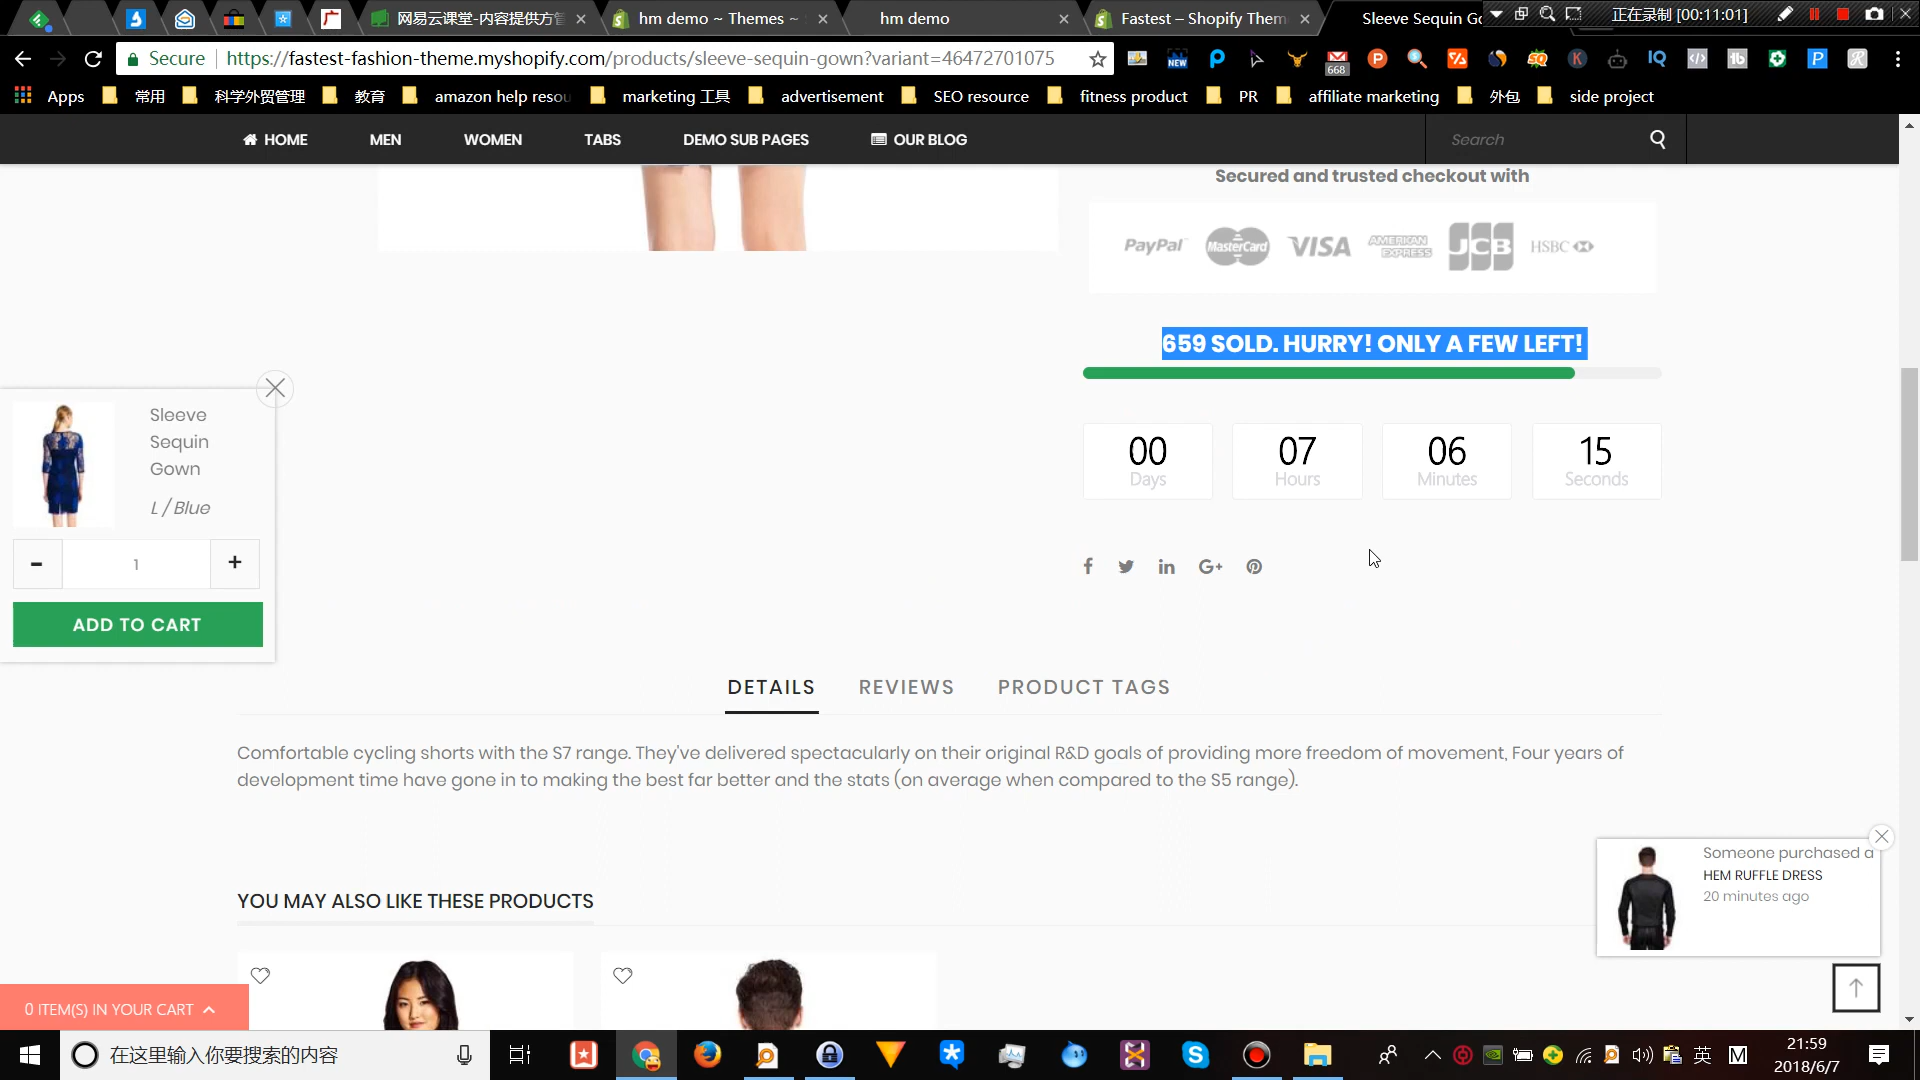 网易云课堂-内容提供方管
hm demo ~ Themes ~
hm demo
Fastest – Shopify Them
Sleeve Sequin Go
正在录制 [00:11:01]
Secure
https://fastest-fashion-theme.myshopify.com/products/sleeve-sequin-gown?variant=46472701075
NEW
668
IQ
Apps
常用
科学外贸管理
教育
amazon help resou
marketing 工具
advertisement
SEO resource
fitness product
PR
affiliate marketing
外包
side project
HOME
MEN
WOMEN
TABS
DEMO SUB PAGES
OUR BLOG
Search
Secured and trusted checkout with
PayPal
MasterCard
VISA
AMERICAN EXPRESS
JCB
HSBC
659 SOLD. HURRY! ONLY A FEW LEFT!
00
Days
07
Hours
06
Minutes
15
Seconds
Sleeve
Sequin
Gown
L / Blue
- 1 +
ADD TO CART
DETAILS
REVIEWS
PRODUCT TAGS
Comfortable cycling shorts with the S7 range. They've delivered spectacularly on their original R&D goals of providing more freedom of movement, Four years of
development time have gone in to making the best far better and the stats (on average when compared to the S5 range).
Someone purchased a
HEM RUFFLE DRESS
20 minutes ago
YOU MAY ALSO LIKE THESE PRODUCTS
0 ITEM(S) IN YOUR CART
在这里输入你要搜索的内容
英
M
21:59
2018/6/7